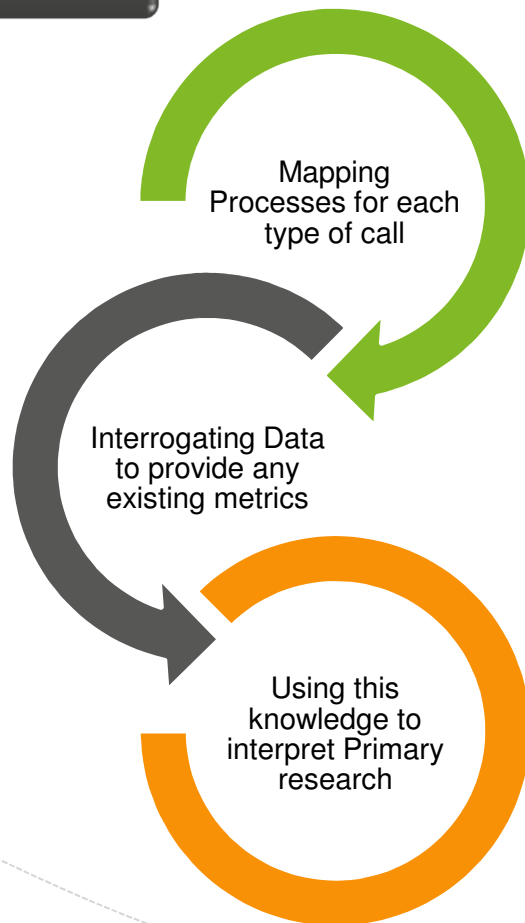 Mapping
Processes for each
type of call
Interrogating Data
to provide any
existing metrics
Using this
knowledge to
interpret Primary
research